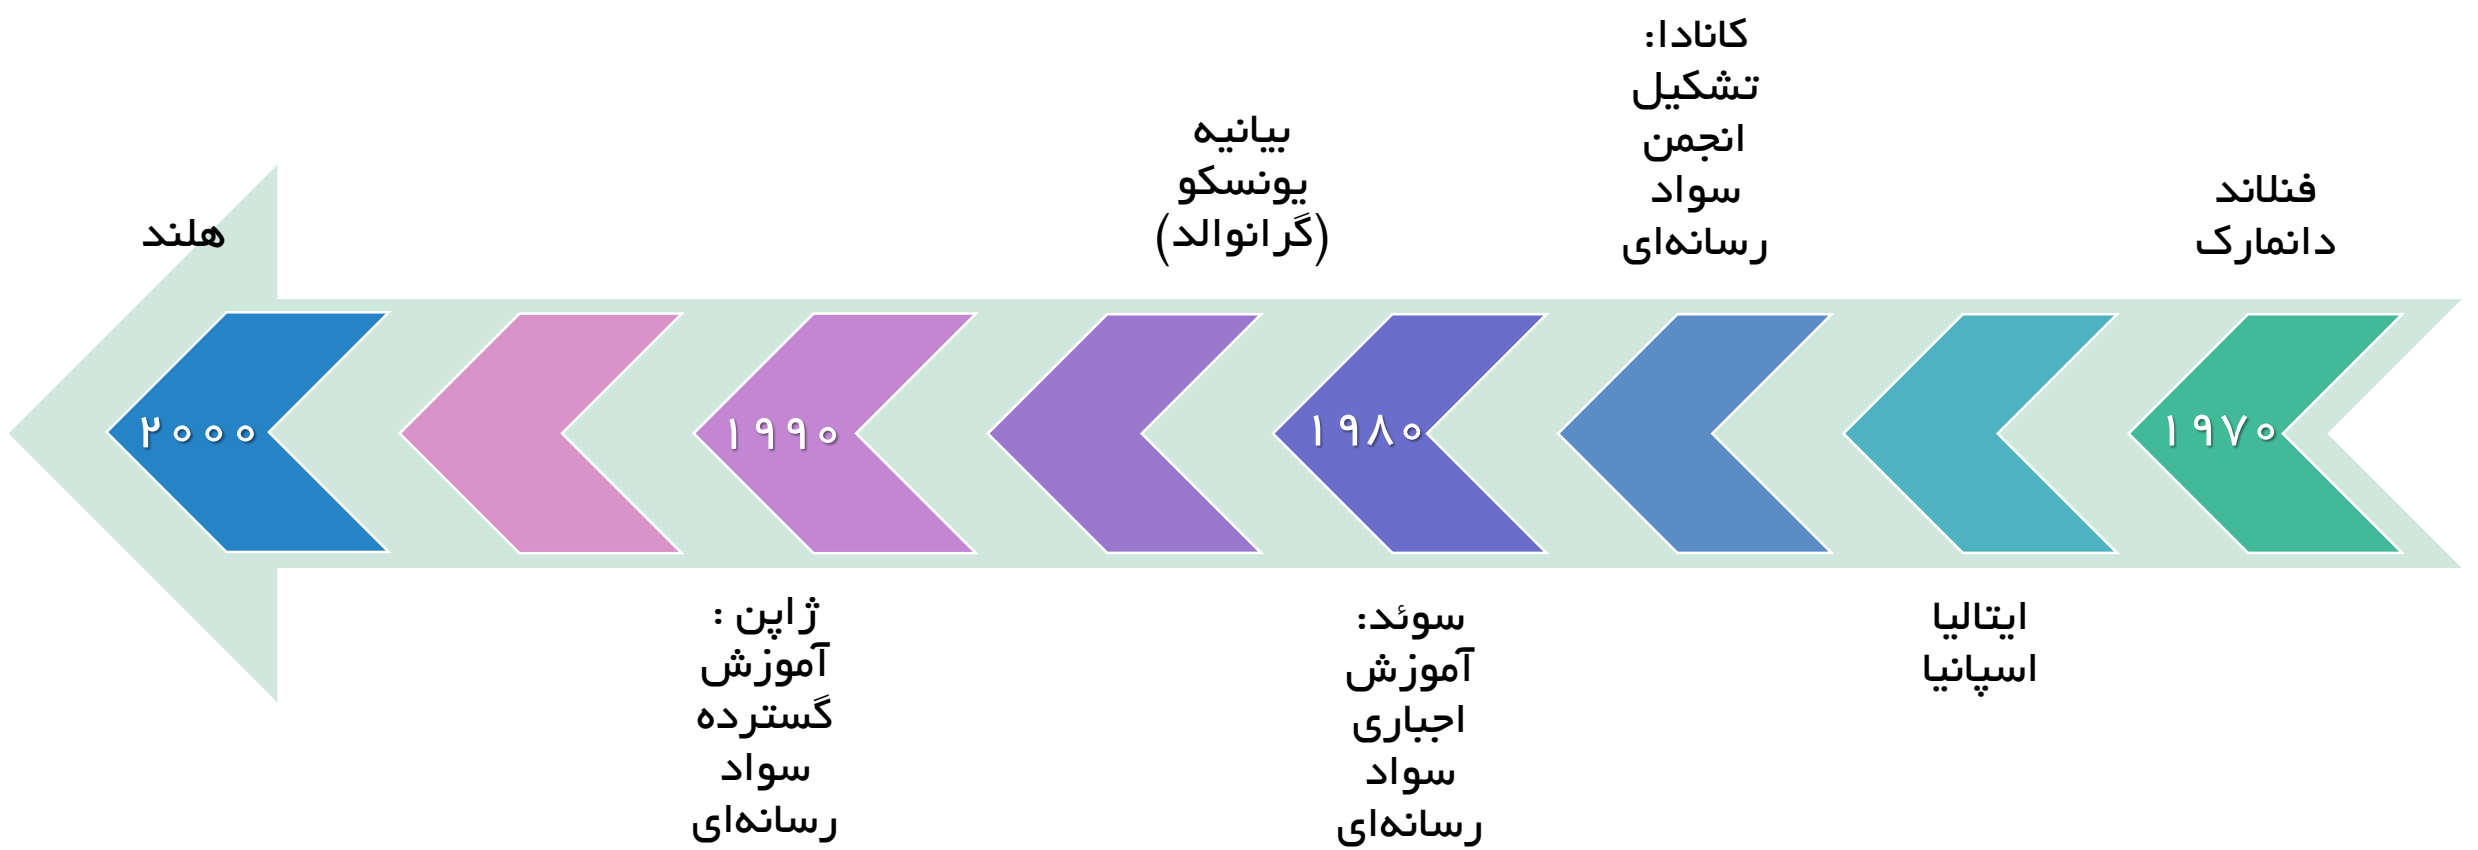 فنلاند
دانمارک
۱۹۷۰
ایتالیا
اسپانیا
کانادا:
تشکیل
انجمن
سواد
رسانه‌ای
۱۹۸۰
سوئد:
آموزش
اجباری
سواد
رسانه‌ای
بیانیه
یونسکو
(گرانوالد)
۱۹۹۰
ژاپن :
آموزش
گسترده
سواد
رسانه‌ای
هلند
۲۰۰۰